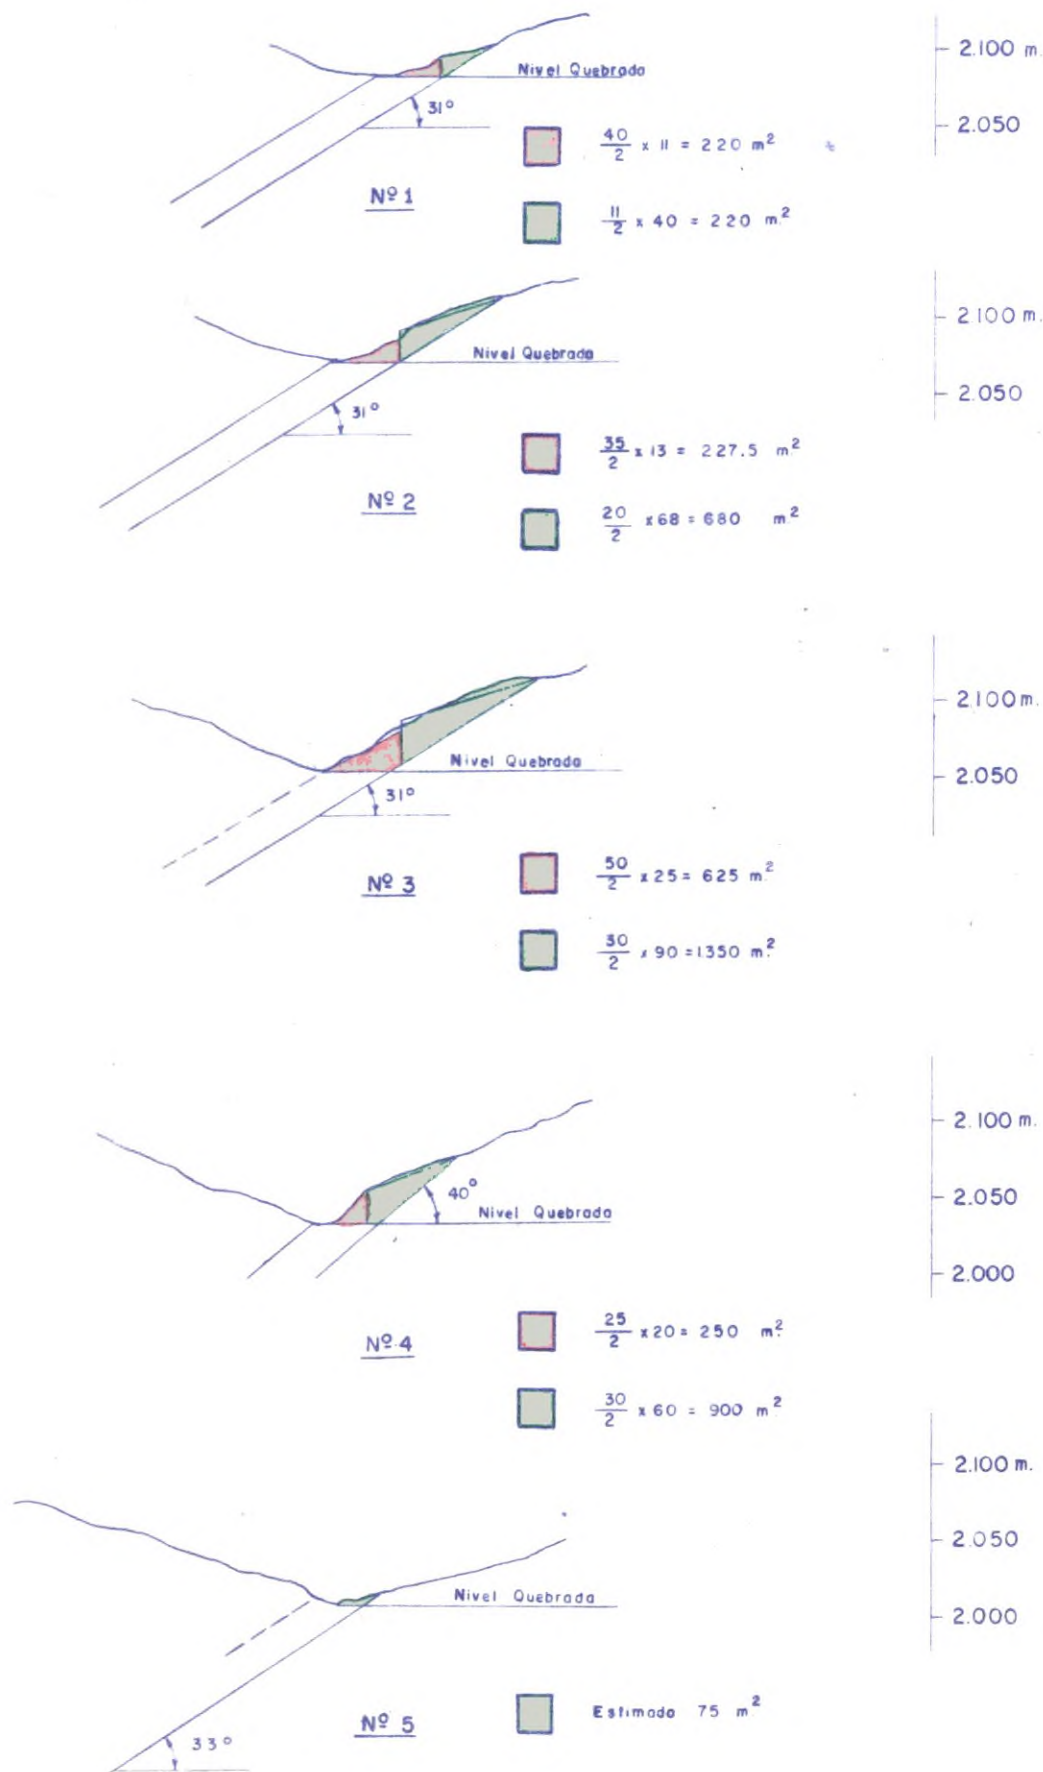 2.100 m.
Nivel Quebrada
31°
2.050
40/2 x 11 = 220 m²
Nº 1
11/2 x 40 = 220 m²
2.100 m.
Nivel Quebrada
2.050
31°
35/2 x 13 = 227.5 m²
Nº 2
20/2 x 68 = 680 m²
2.100 m.
Nivel Quebrada
2.050
31°
50/2 x 25 = 625 m²
Nº 3
30/2 x 90 = 1350 m²
2.100 m.
40°
2.050
Nivel Quebrada
2.000
25/2 x 20 = 250 m²
Nº 4
30/2 x 60 = 900 m²
2.100 m.
2.050
Nivel Quebrada
2.000
Estimado 75 m²
Nº 5
33°